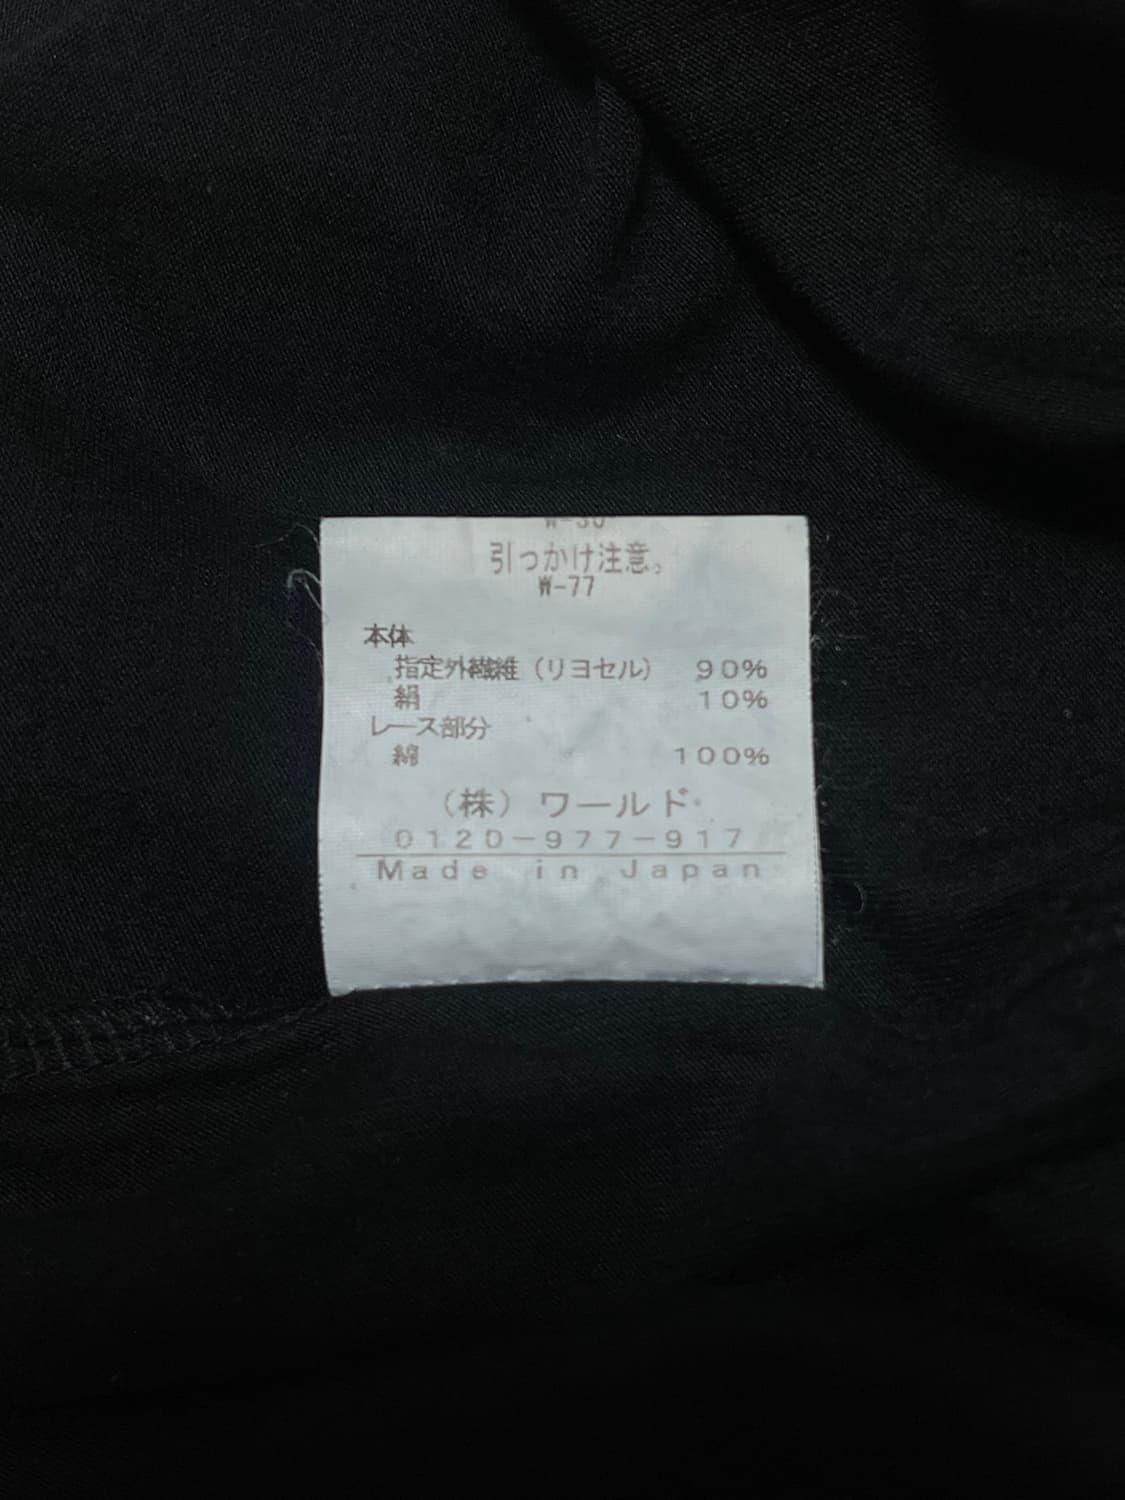 W-30
引っかけ注意。
W-77
本体
指定外繊維（リヨセル） 90%
絹 10%
レース部分
綿 100%
（株）ワールド
0120-977-917
Made in Japan